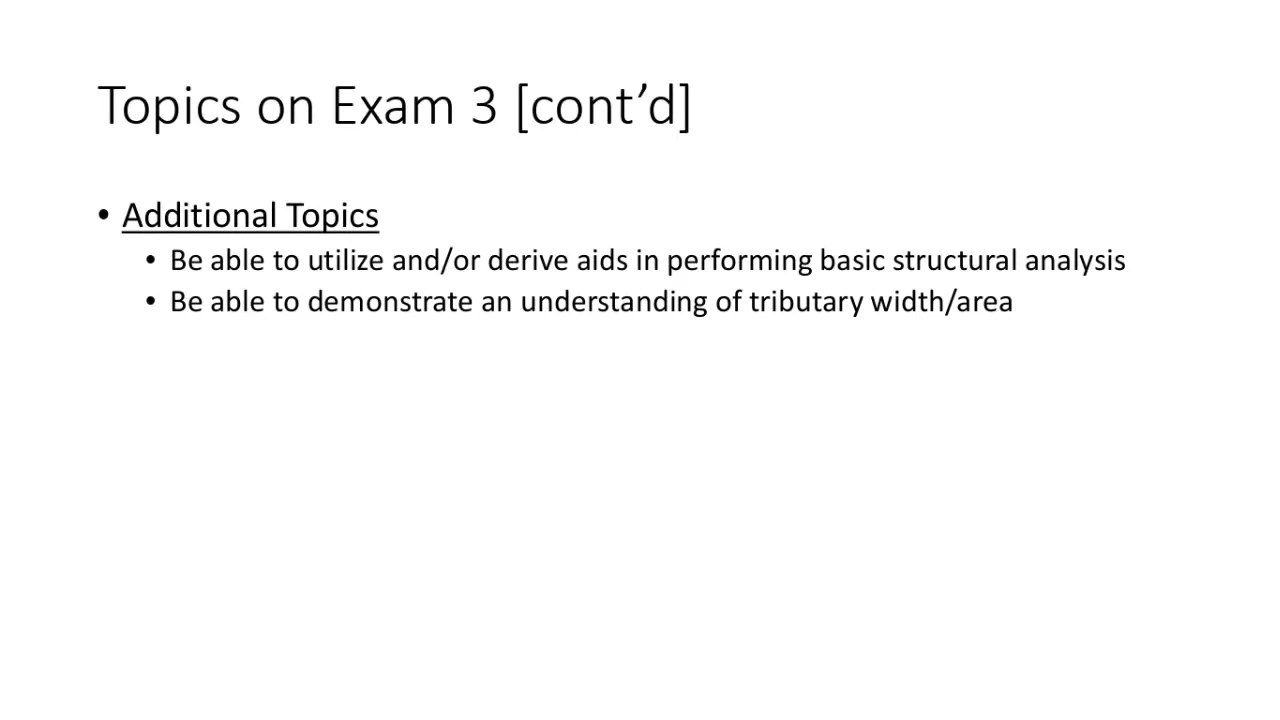 Topics on Exam 3 [cont’d]
• Additional Topics
• Be able to utilize and/or derive aids in performing basic structural analysis
• Be able to demonstrate an understanding of tributary width/area